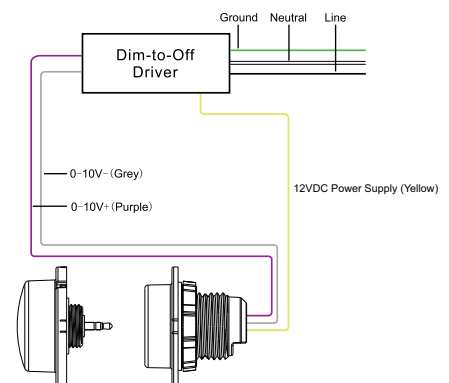 Ground Neutral Line
Dim-to-Off
Driver
0-10V-(Grey)
12VDC Power Supply (Yellow)
0-10V+(Purple)